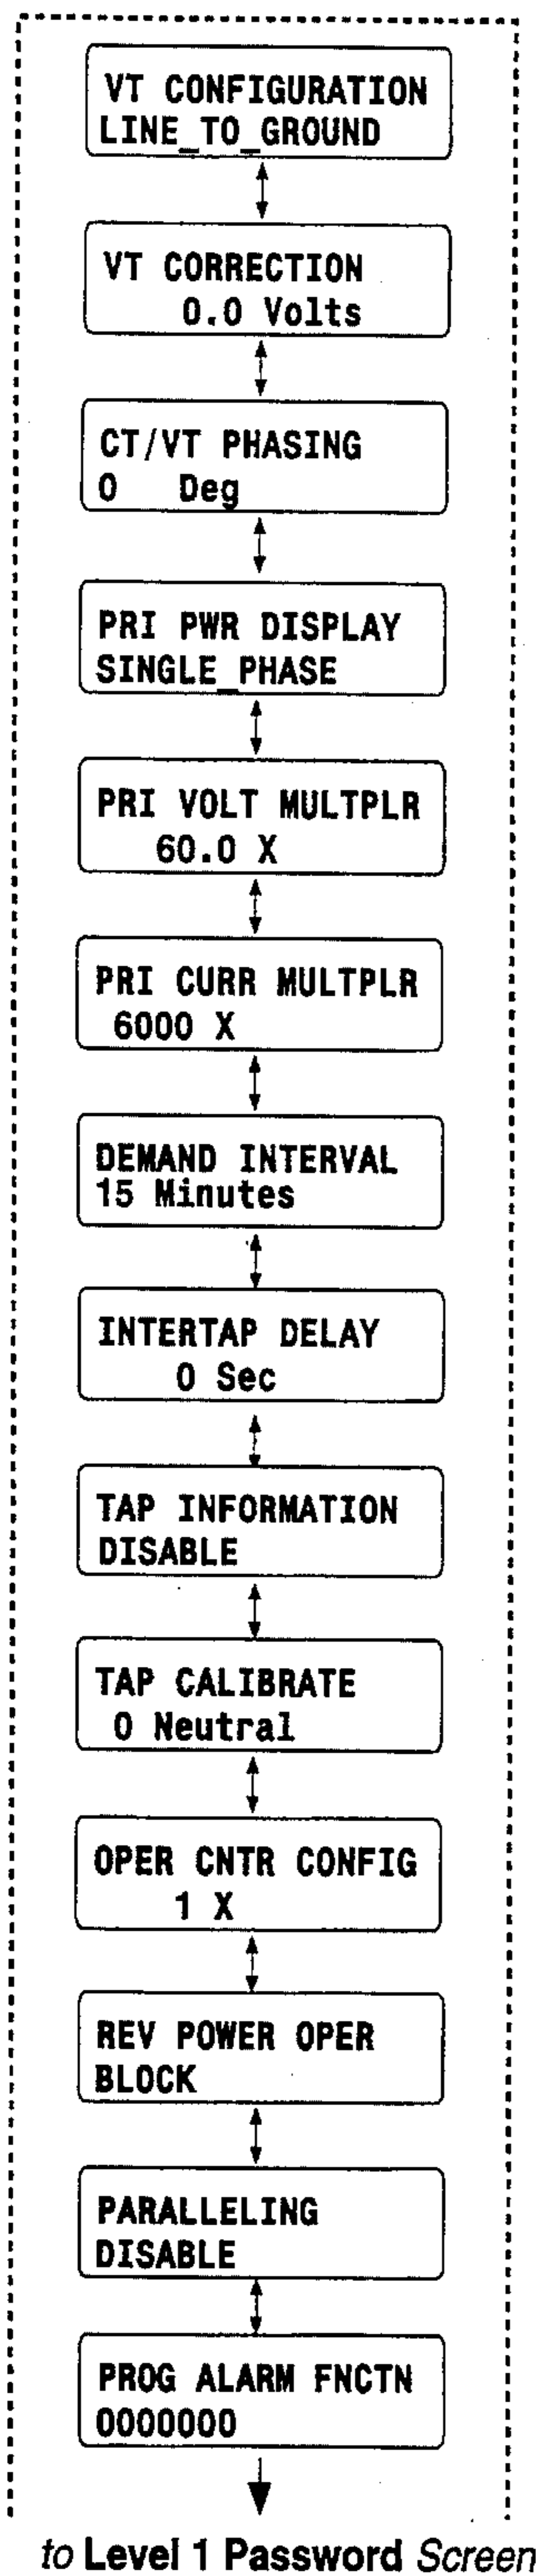 VT CONFIGURATION
LINE_TO_GROUND
VT CORRECTION
0.0 Volts
CT/VT PHASING
0 Deg
PRI PWR DISPLAY
SINGLE_PHASE
PRI VOLT MULTPLR
60.0 X
PRI CURR MULTPLR
6000 X
DEMAND INTERVAL
15 Minutes
INTERTAP DELAY
0 Sec
TAP INFORMATION
DISABLE
TAP CALIBRATE
0 Neutral
OPER CNTR CONFIG
1 X
REV POWER OPER
BLOCK
PARALLELING
DISABLE
PROG ALARM FNCTN
0000000
to Level 1 Password Screen